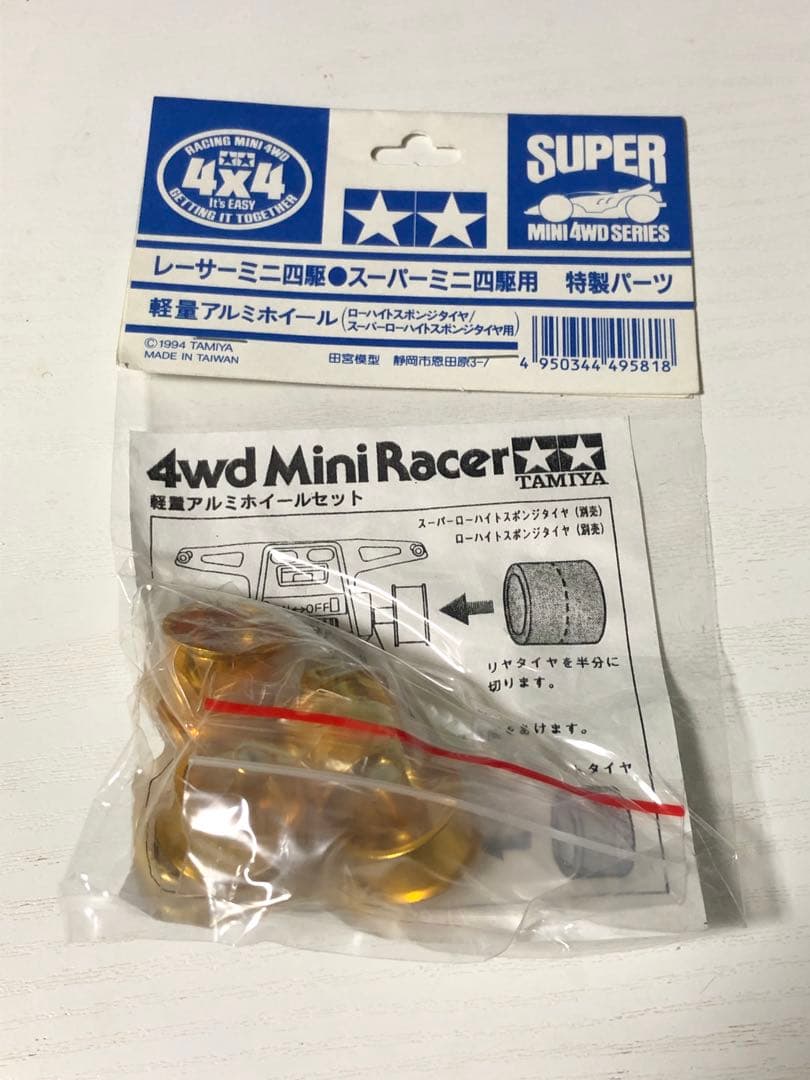 RACING MINI 4WD
4x4
It's EASY
GETTING IT TOGETHER
SUPER
MINI 4WD SERIES
レーサーミニ四駆●スーパーミニ四駆用 特製パーツ
軽量アルミホイール(ローハイトスポンジタイヤ/
スーパーローハイトスポンジタイヤ用)
©1994 TAMIYA
MADE IN TAIWAN
田宮模型 静岡市恩田原3-7
4 950344 495818
4wd Mini Racer
TAMIYA
軽量アルミホイールセット
スーパーローハイトスポンジタイヤ(別売)
ローハイトスポンジタイヤ(別売)
↔OFF
リヤタイヤを半分に
切ります。
あけます。
タイヤ